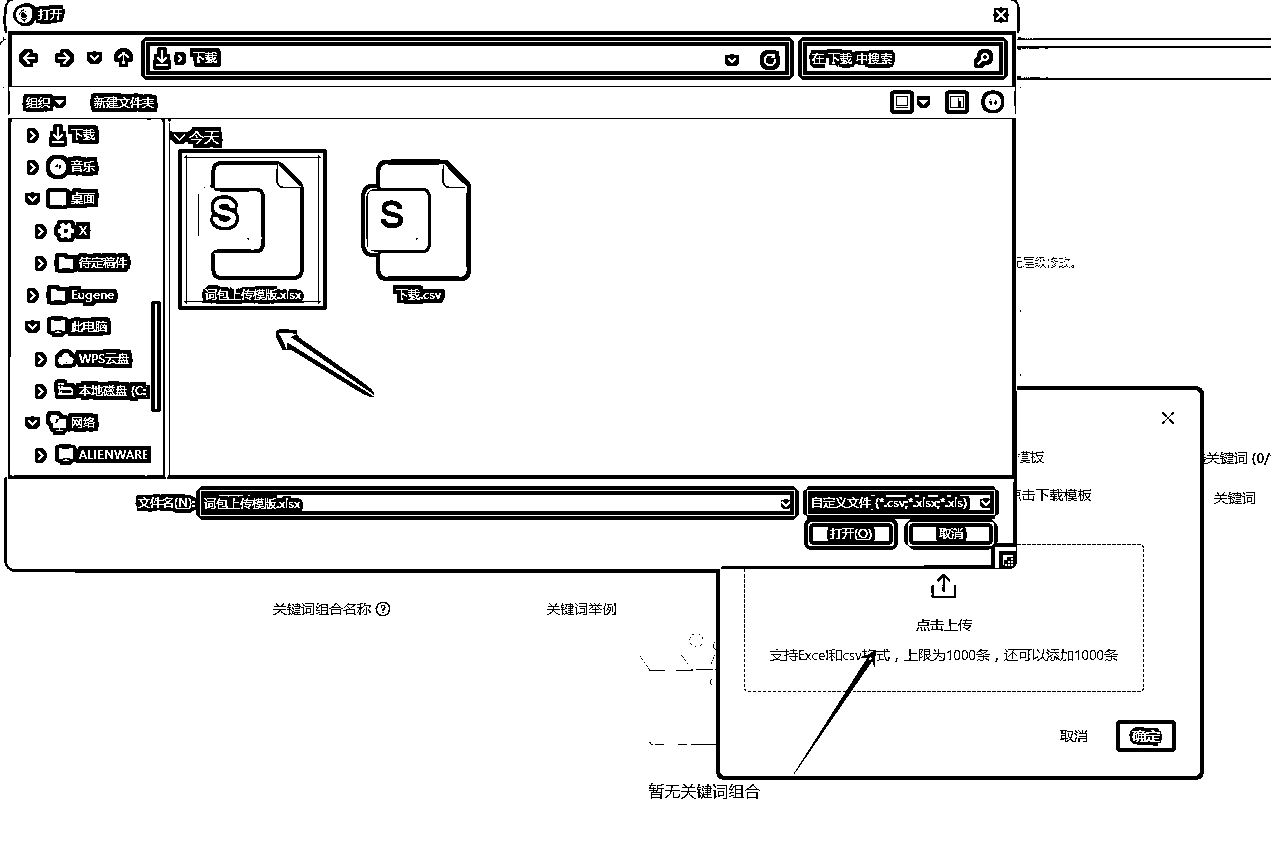 打开
下载
在 下载 中搜索
组织
新建文件夹
下载
音乐
桌面
X
待定稿件
Eugene
此电脑
WPS云盘
本地磁盘 (C:
网络
ALIENWARE
今天
S
词包上传模版.xlsx
S
下载.csv
文件名(N):
词包上传模版.xlsx
自定义文件 (*.csv;*.xlsx;*.xls)
打开(O)
取消
层级修改。
模板
关键词 (0/
点击下载模板
关键词
点击上传
支持Excel和csv格式，上限为1000条，还可以添加1000条
取消
确定
关键词组合名称
关键词举例
暂无关键词组合